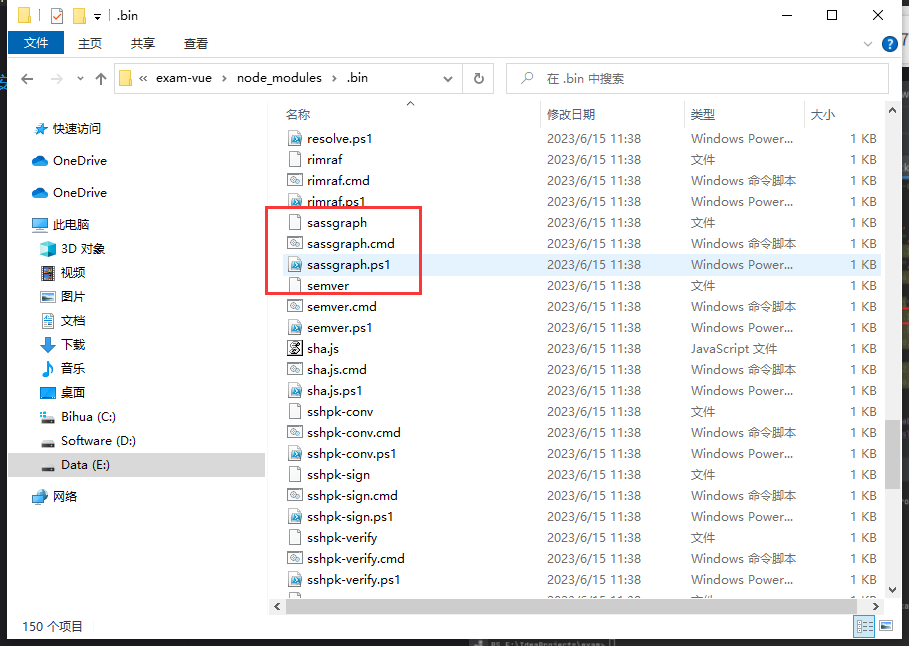 .bin
文件 主页 共享 查看
« exam-vue › node_modules › .bin
在 .bin 中搜索
快速访问
OneDrive
OneDrive
此电脑
3D 对象
视频
图片
文档
下载
音乐
桌面
Bihua (C:)
Software (D:)
Data (E:)
网络
名称 修改日期 类型 大小
resolve.ps1 2023/6/15 11:38 Windows Power... 1 KB
rimraf 2023/6/15 11:38 文件 1 KB
rimraf.cmd 2023/6/15 11:38 Windows 命令脚本 1 KB
rimraf.ps1 2023/6/15 11:38 Windows Power... 1 KB
sassgraph 2023/6/15 11:38 文件 1 KB
sassgraph.cmd 2023/6/15 11:38 Windows 命令脚本 1 KB
sassgraph.ps1 2023/6/15 11:38 Windows Power... 1 KB
semver 2023/6/15 11:38 文件 1 KB
semver.cmd 2023/6/15 11:38 Windows 命令脚本 1 KB
semver.ps1 2023/6/15 11:38 Windows Power... 1 KB
sha.js 2023/6/15 11:38 JavaScript 文件 1 KB
sha.js.cmd 2023/6/15 11:38 Windows 命令脚本 1 KB
sha.js.ps1 2023/6/15 11:38 Windows Power... 1 KB
sshpk-conv 2023/6/15 11:38 文件 1 KB
sshpk-conv.cmd 2023/6/15 11:38 Windows 命令脚本 1 KB
sshpk-conv.ps1 2023/6/15 11:38 Windows Power... 1 KB
sshpk-sign 2023/6/15 11:38 文件 1 KB
sshpk-sign.cmd 2023/6/15 11:38 Windows 命令脚本 1 KB
sshpk-sign.ps1 2023/6/15 11:38 Windows Power... 1 KB
sshpk-verify 2023/6/15 11:38 文件 1 KB
sshpk-verify.cmd 2023/6/15 11:38 Windows 命令脚本 1 KB
sshpk-verify.ps1 2023/6/15 11:38 Windows Power... 1 KB
150 个项目